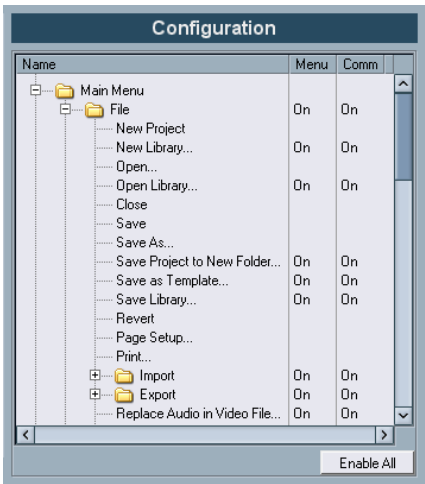 Configuration
Name Menu Comm
Main Menu
File On On
New Project
New Library... On On
Open...
Open Library... On On
Close
Save
Save As...
Save Project to New Folder... On On
Save as Template... On On
Save Library... On On
Revert
Page Setup...
Print...
Import On On
Export On On
Replace Audio in Video File... On On
Enable All